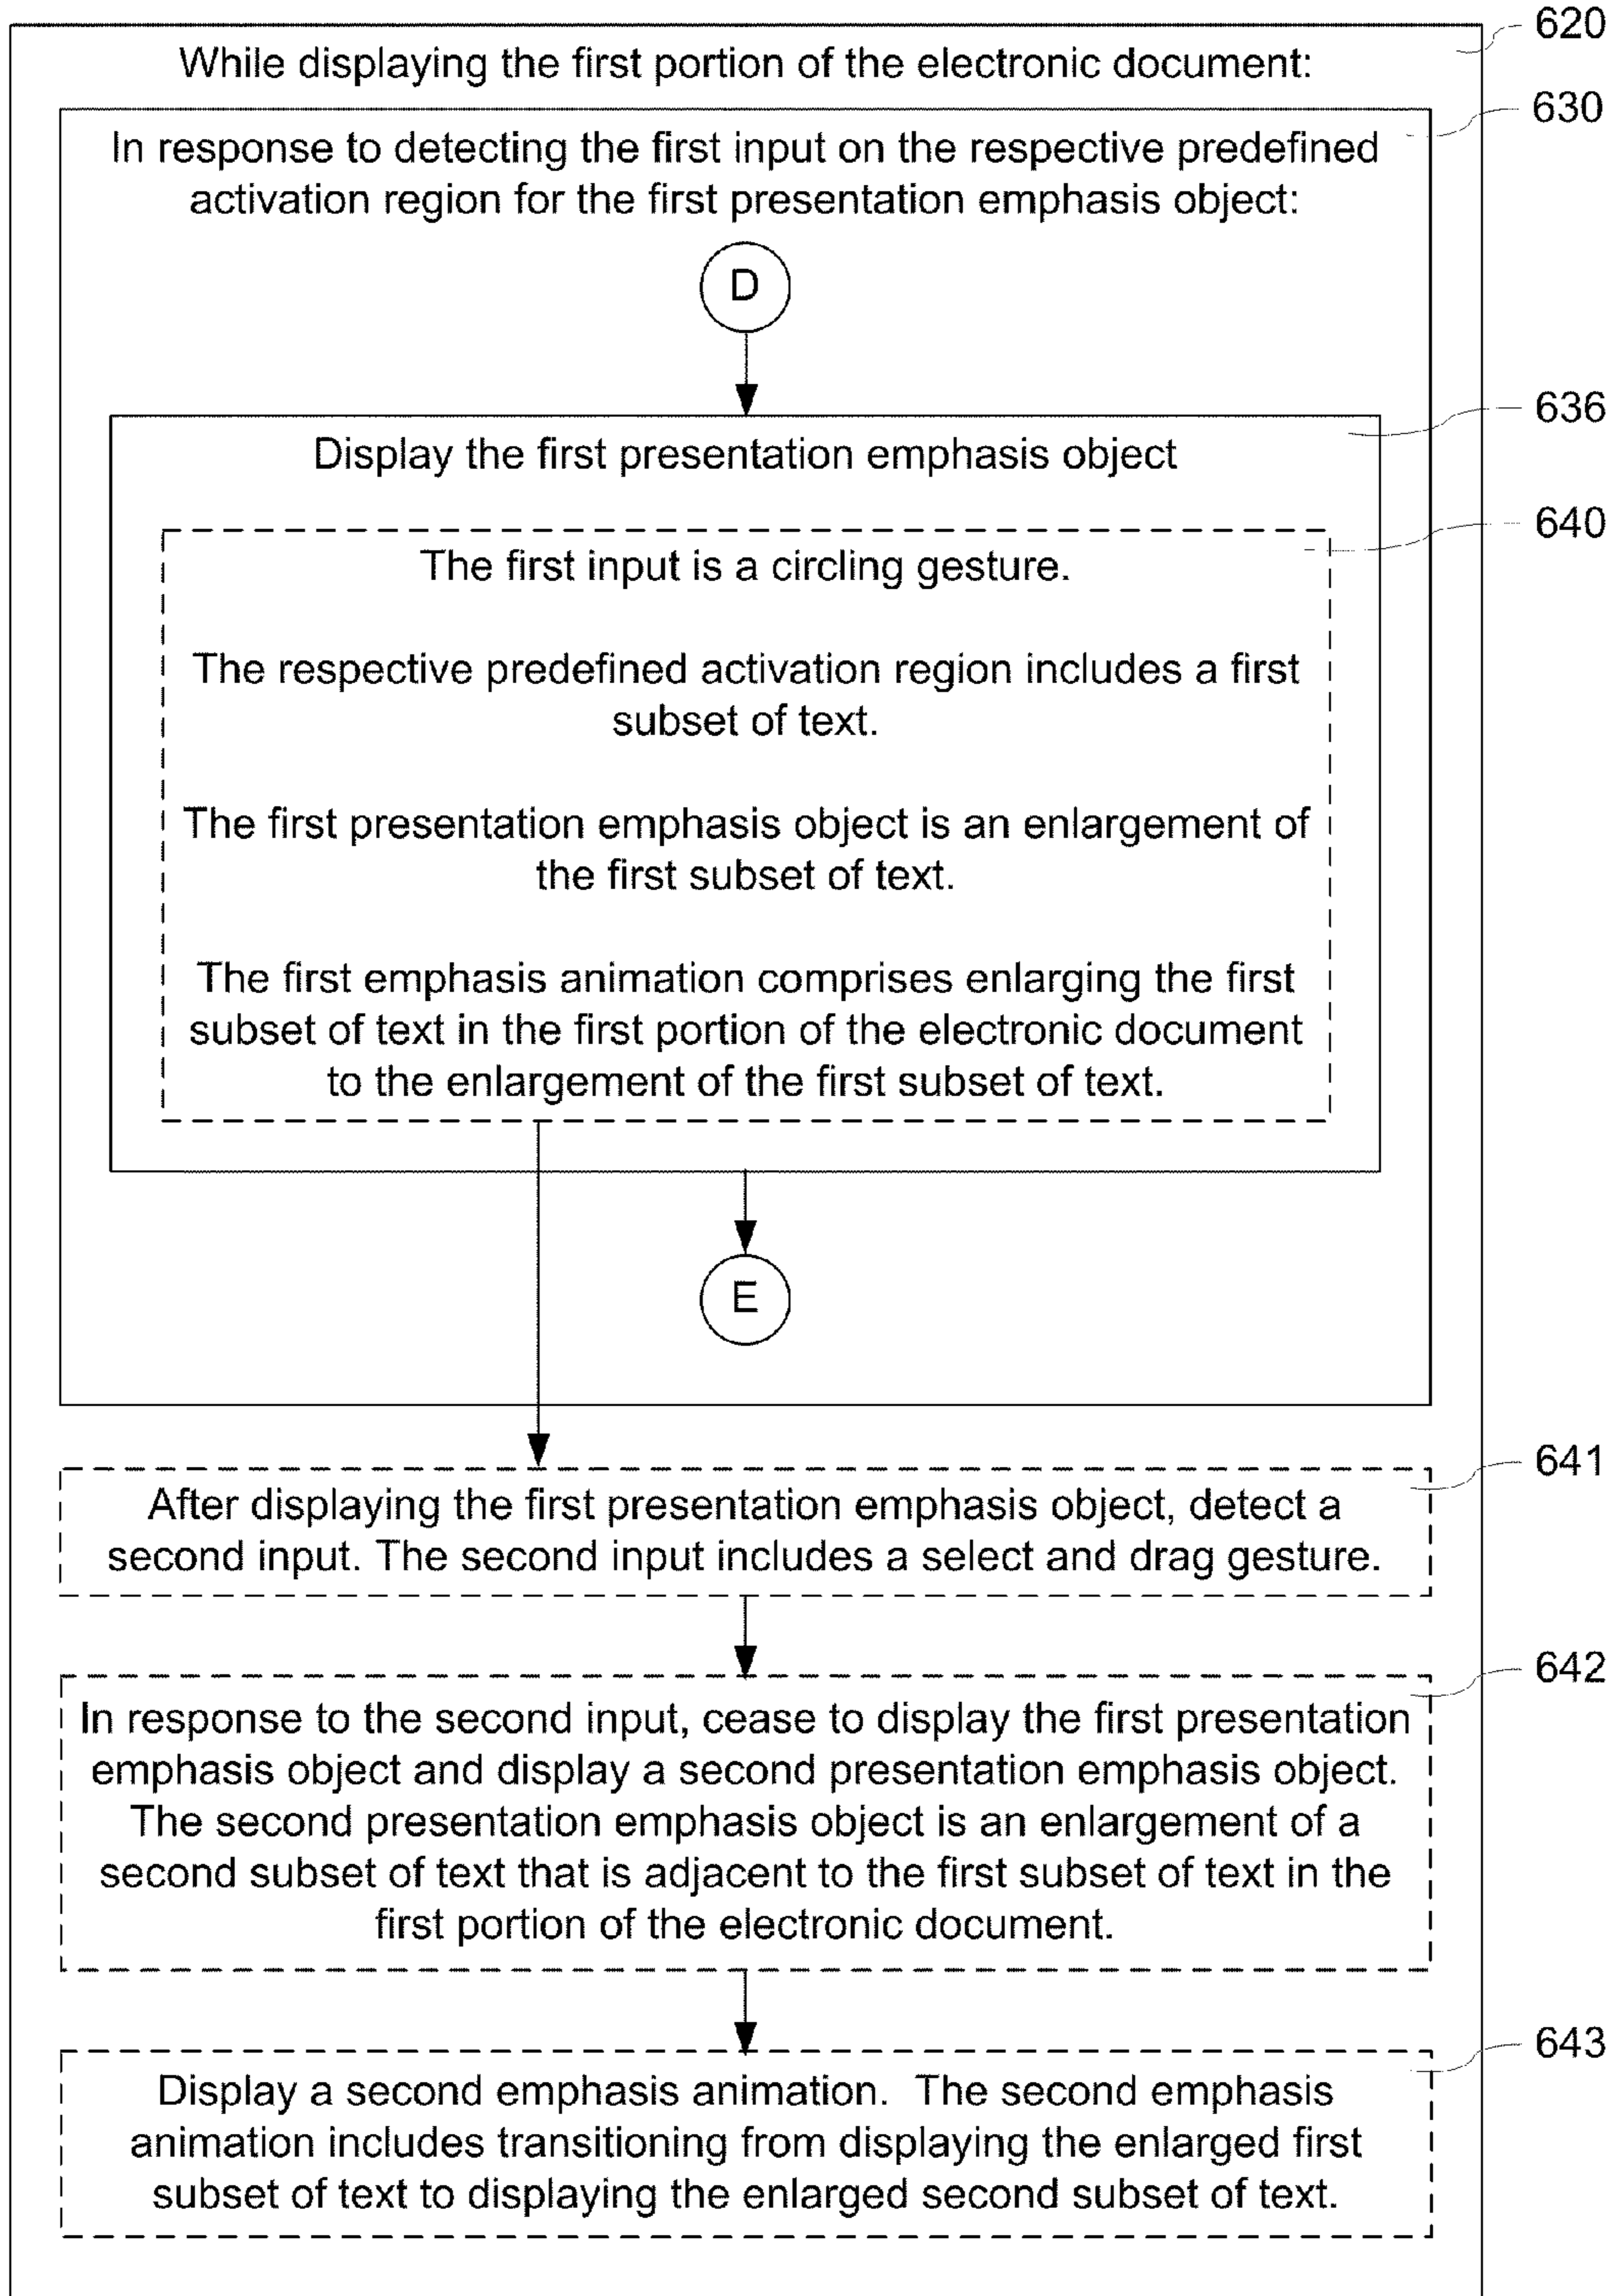 620
While displaying the first portion of the electronic document:
630
In response to detecting the first input on the respective predefined
activation region for the first presentation emphasis object:
D
636
Display the first presentation emphasis object
640
The first input is a circling gesture.
The respective predefined activation region includes a first
subset of text.
The first presentation emphasis object is an enlargement of
the first subset of text.
The first emphasis animation comprises enlarging the first
subset of text in the first portion of the electronic document
to the enlargement of the first subset of text.
E
641
After displaying the first presentation emphasis object, detect a
second input. The second input includes a select and drag gesture.
642
In response to the second input, cease to display the first presentation
emphasis object and display a second presentation emphasis object.
The second presentation emphasis object is an enlargement of a
second subset of text that is adjacent to the first subset of text in the
first portion of the electronic document.
643
Display a second emphasis animation.  The second emphasis
animation includes transitioning from displaying the enlarged first
subset of text to displaying the enlarged second subset of text.